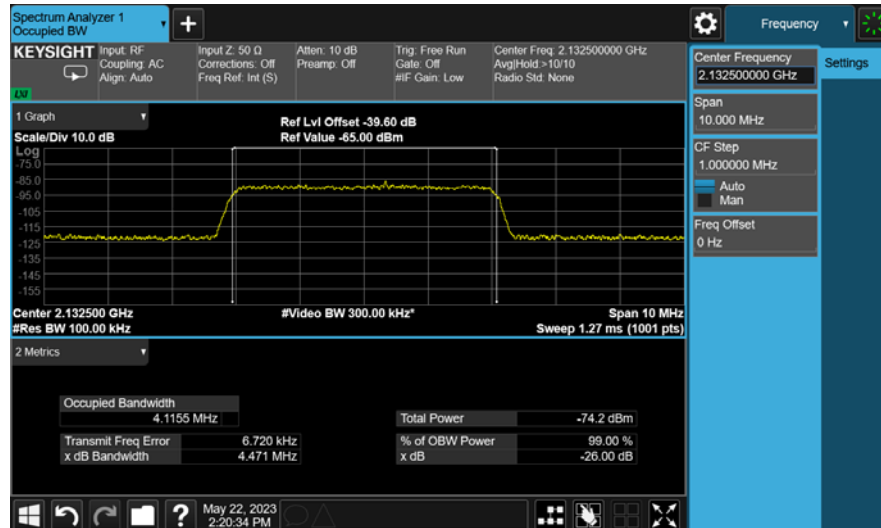 Spectrum Analyzer 1
Occupied BW
+
Frequency
KEYSIGHT
Input: RF
Coupling: AC
Align: Auto
Input Z: 50 Ω
Corrections: Off
Freq Ref: Int (S)
Atten: 10 dB
Preamp: Off
Trig: Free Run
Gate: Off
#IF Gain: Low
Center Freq: 2.132500000 GHz
Avg|Hold:>10/10
Radio Std: None
LXI
1 Graph
Scale/Div 10.0 dB
Ref Lvl Offset -39.60 dB
Ref Value -65.00 dBm
Log
-75.0
-85.0
-95.0
-105
-115
-125
-135
-145
-155
Center 2.132500 GHz
#Res BW 100.00 kHz
#Video BW 300.00 kHz*
Span 10 MHz
Sweep 1.27 ms (1001 pts)
2 Metrics
Occupied Bandwidth
4.1155 MHz
Transmit Freq Error 6.720 kHz
x dB Bandwidth 4.471 MHz
Total Power -74.2 dBm
% of OBW Power 99.00 %
x dB -26.00 dB
Center Frequency
2.132500000 GHz
Settings
Span
10.000 MHz
CF Step
1.000000 MHz
Auto
Man
Freq Offset
0 Hz
?
May 22, 2023
2:20:34 PM